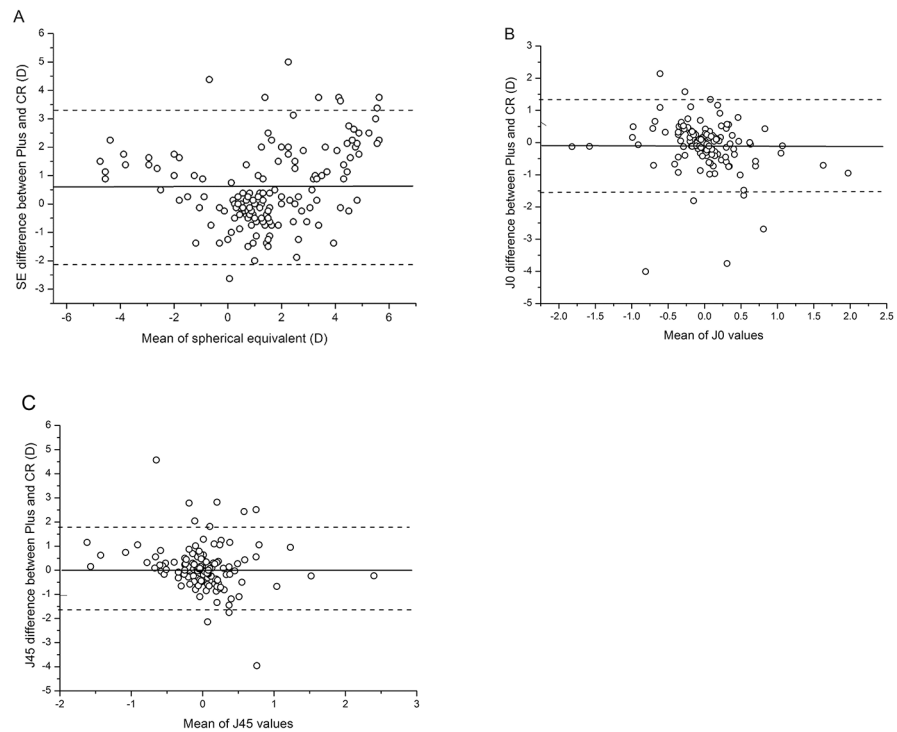 A
SE difference between Plus and CR (D)
6
5
4
3
2
1
0
-1
-2
-3
-6 -4 -2 0 2 4 6
Mean of spherical equivalent (D)
B
J0 difference between Plus and CR (D)
3
2
1
0
-1
-2
-3
-4
-5
-2.0 -1.5 -1.0 -0.5 0.0 0.5 1.0 1.5 2.0 2.5
Mean of J0 values
C
J45 difference between Plus and CR (D)
6
5
4
3
2
1
0
-1
-2
-3
-4
-5
-2 -1 0 1 2 3
Mean of J45 values